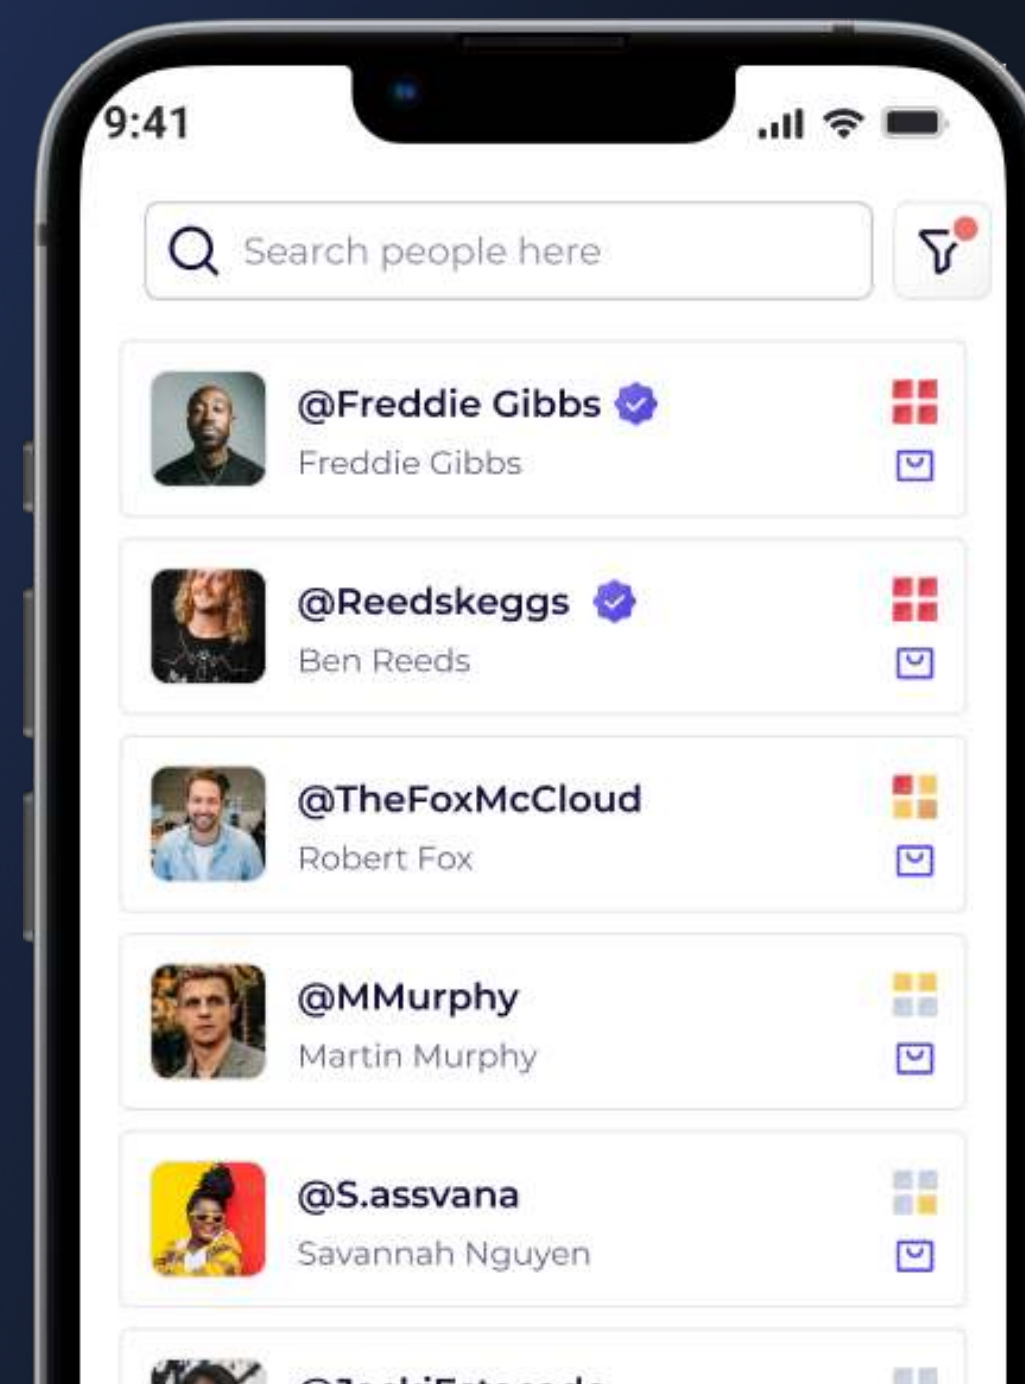 9:41
Search people here
@Freddie Gibbs
Freddie Gibbs
@Reedskeggs
Ben Reeds
@TheFoxMcCloud
Robert Fox
@MMurphy
Martin Murphy
@S.assvana
Savannah Nguyen